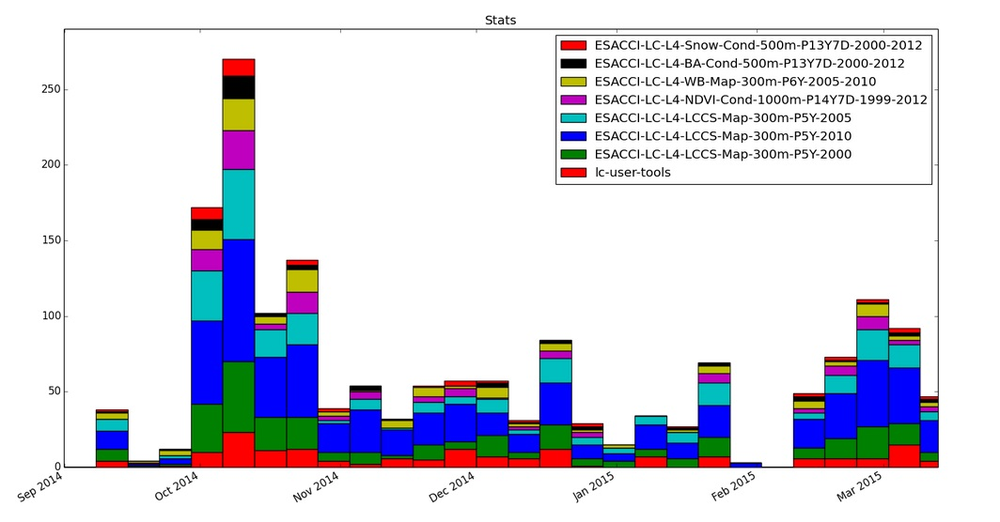 Stats
ESACCI-LC-L4-Snow-Cond-500m-P13Y7D-2000-2012
ESACCI-LC-L4-BA-Cond-500m-P13Y7D-2000-2012
ESACCI-LC-L4-WB-Map-300m-P6Y-2005-2010
ESACCI-LC-L4-NDVI-Cond-1000m-P14Y7D-1999-2012
ESACCI-LC-L4-LCCS-Map-300m-P5Y-2005
ESACCI-LC-L4-LCCS-Map-300m-P5Y-2010
ESACCI-LC-L4-LCCS-Map-300m-P5Y-2000
lc-user-tools
250
200
150
100
50
0
Sep 2014
Oct 2014
Nov 2014
Dec 2014
Jan 2015
Feb 2015
Mar 2015